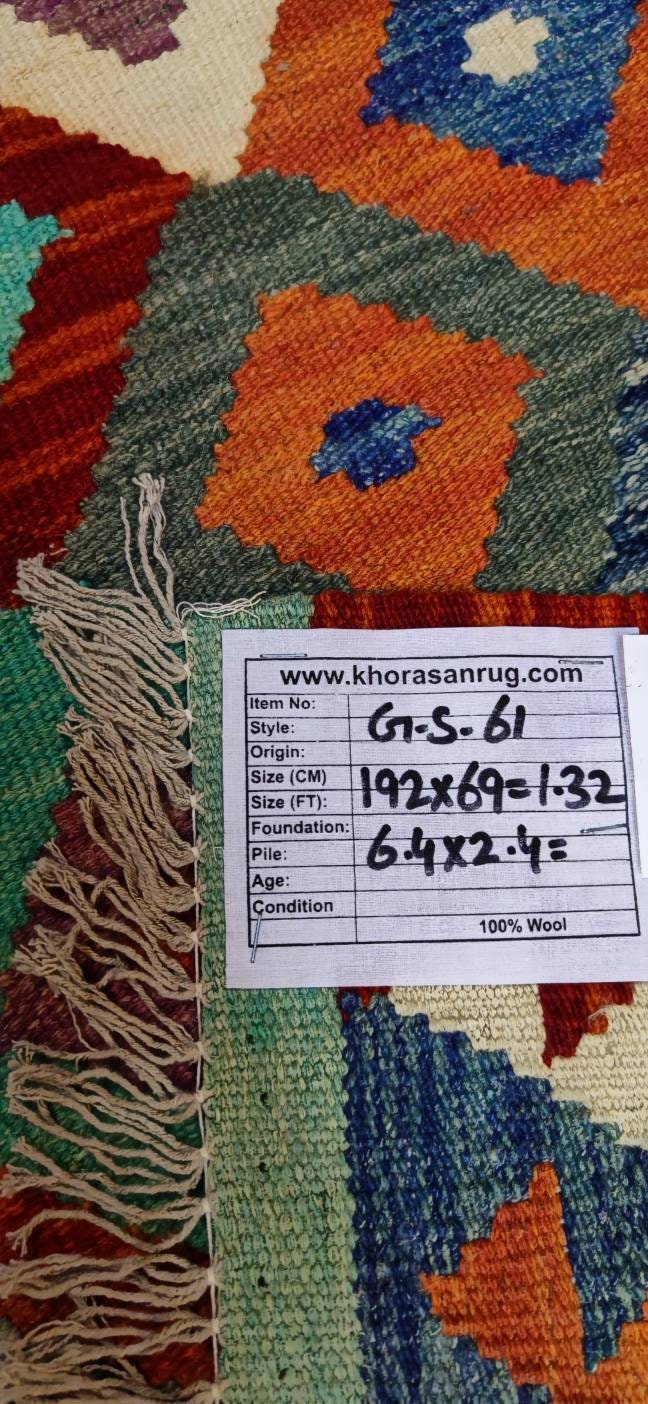 www.khorasanrug.com
Item No:
Style: G-S-61
Origin:
Size (CM) 192x69=1.32
Size (FT):
Foundation:
Pile: 6.4x2.4=
Age:
Condition
100% Wool